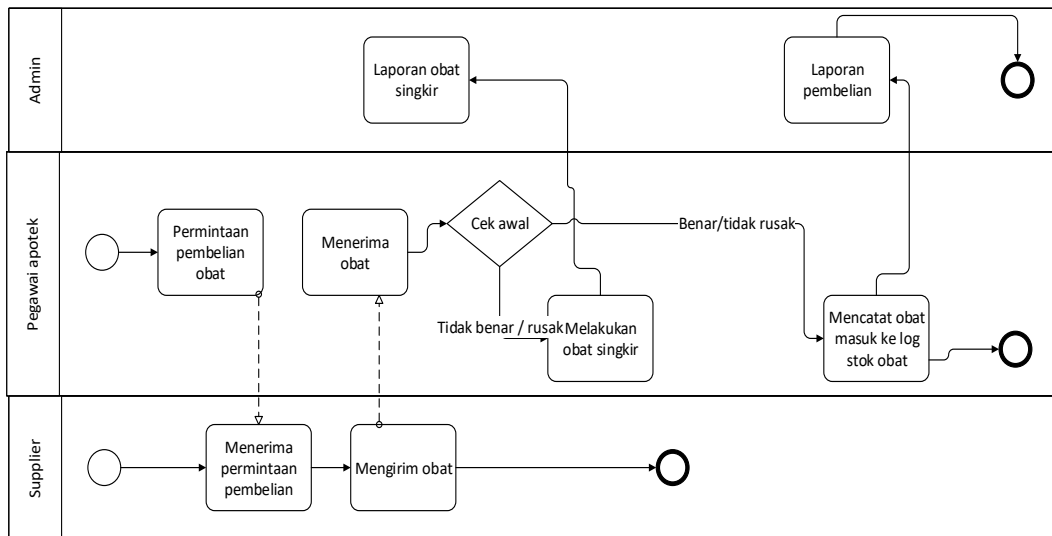 Admin
Laporan obat
singkir
Laporan
pembelian
Pegawai apotek
Permintaan
pembelian
obat
Menerima
obat
Cek awal
Benar/tidak rusak
Tidak benar / rusak
Melakukan
obat singkir
Mencatat obat
masuk ke log
stok obat
Supplier
Menerima
permintaan
pembelian
Mengirim obat